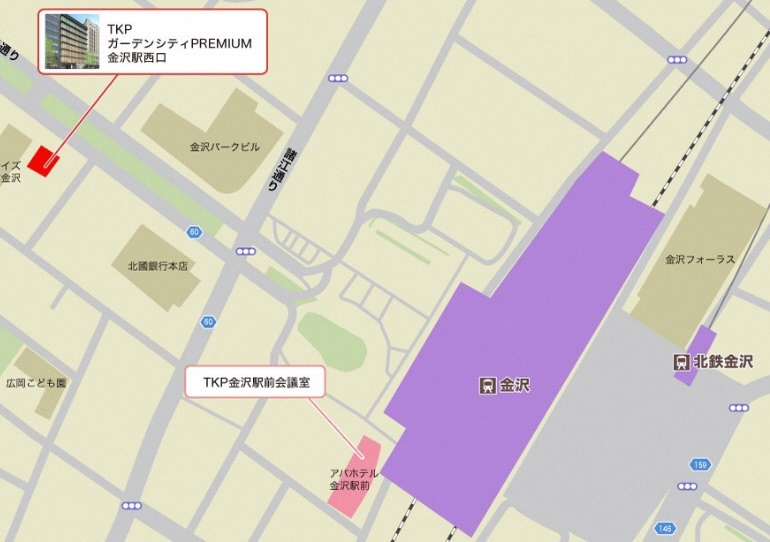 TKP
ガーデンシティPREMIUM
金沢駅西口
通り
イズ
金沢
金沢パークビル
諸江通り
60
北國銀行本店
60
金沢フォーラス
北鉄金沢
金沢
広岡こども園
TKP金沢駅前会議室
アパホテル
金沢駅前
159
146